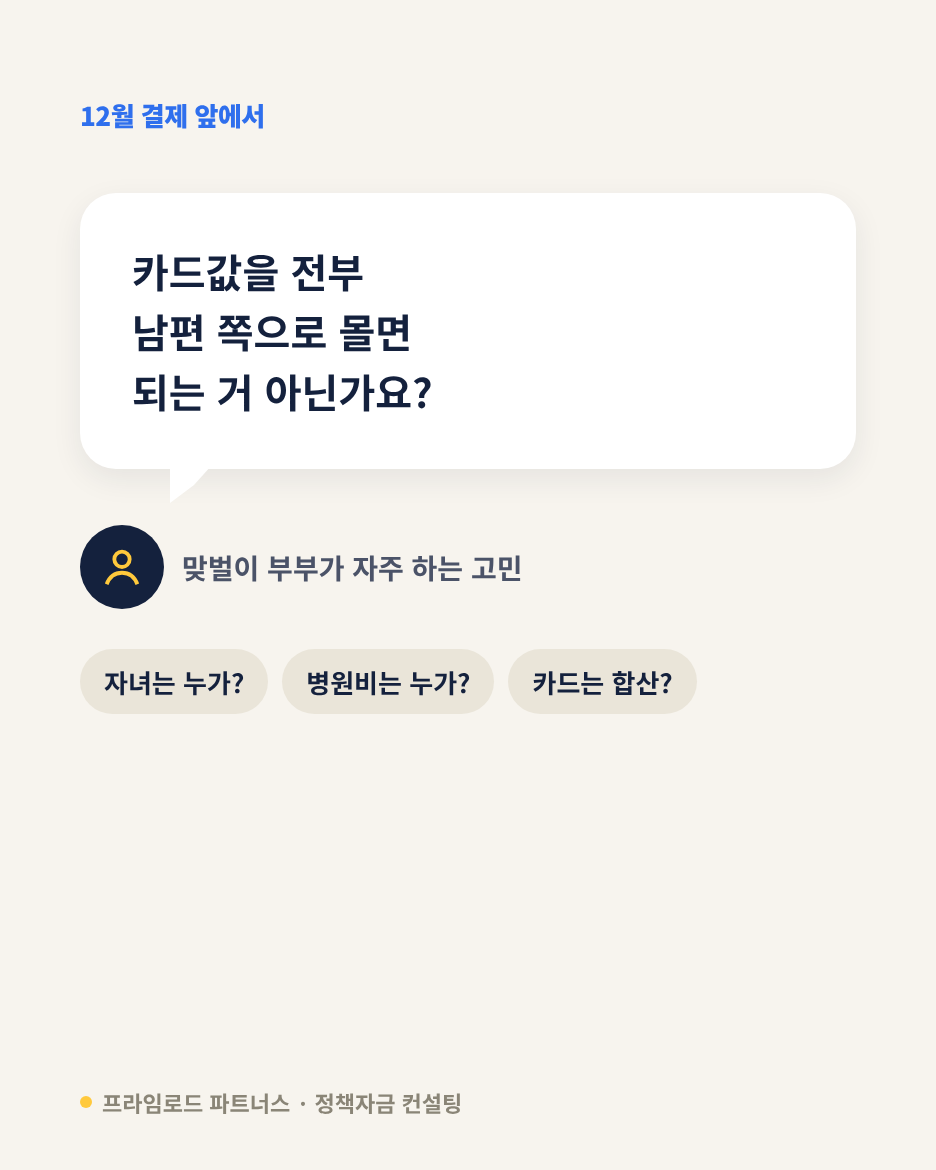 12월 결제 앞에서
카드값을 전부
남편 쪽으로 몰면
되는 거 아닌가요?
맞벌이 부부가 자주 하는 고민
자녀는 누가? 병원비는 누가? 카드는 합산?
프라임로드 파트너스 · 정책자금 컨설팅